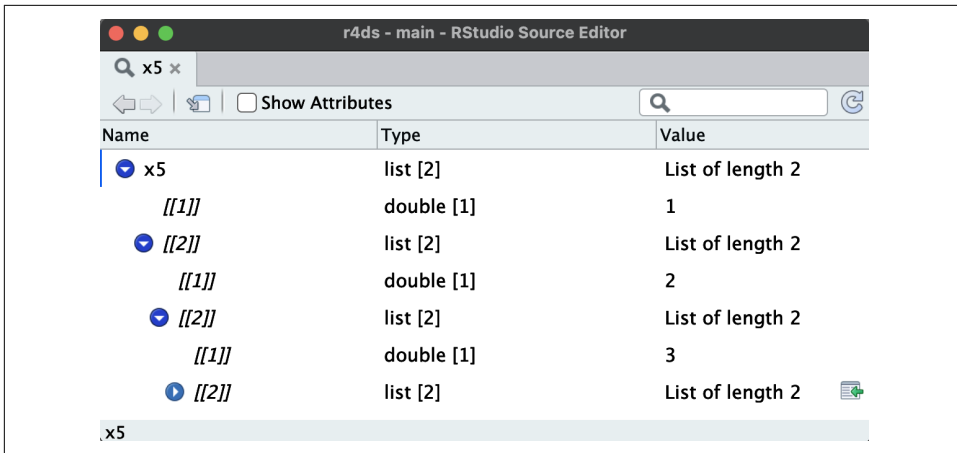 r4ds - main - RStudio Source Editor
x5
Show Attributes
Name Type Value
x5 list [2] List of length 2
[[1]] double [1] 1
[[2]] list [2] List of length 2
[[1]] double [1] 2
[[2]] list [2] List of length 2
[[1]] double [1] 3
[[2]] list [2] List of length 2
x5